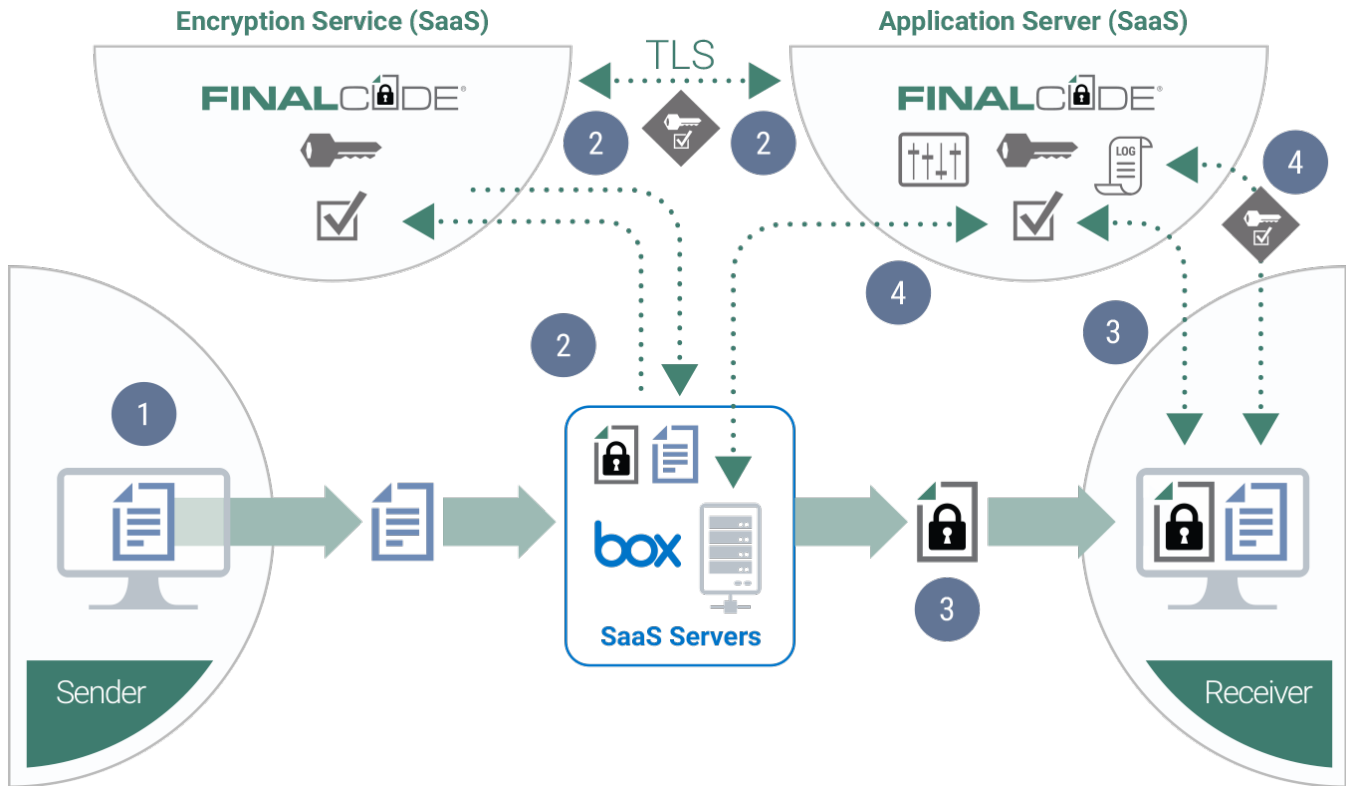 Encryption Service (SaaS)
Application Server (SaaS)
TLS
FINALCODE®
FINALCODE®
2
2
4
LOG
4
3
2
1
box
SaaS Servers
3
Sender
Receiver